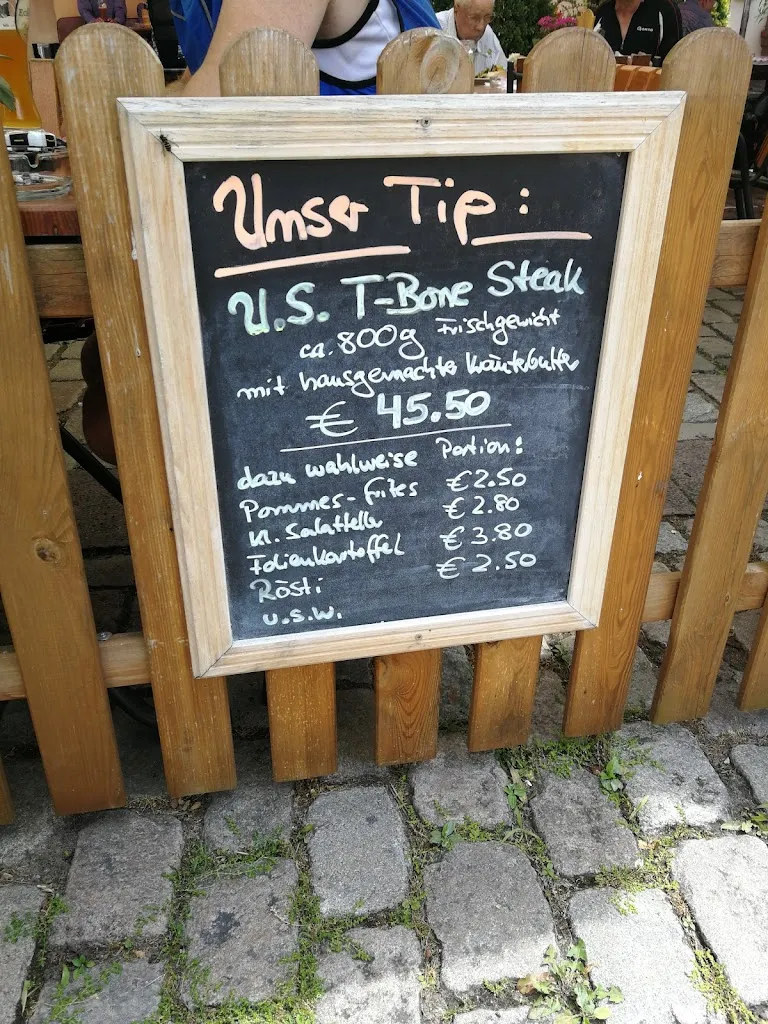 Unser Tip:
U.S. T-Bone Steak
ca. 800g Frischgewicht
mit hausgemachter Kräuterbutter
€ 45.50
dazu wahlweise Portion:
Pommes-frites € 2.50
kl. Salatteller € 2.80
Folienkartoffel € 3.80
Rösti € 2.50
u.s.w.